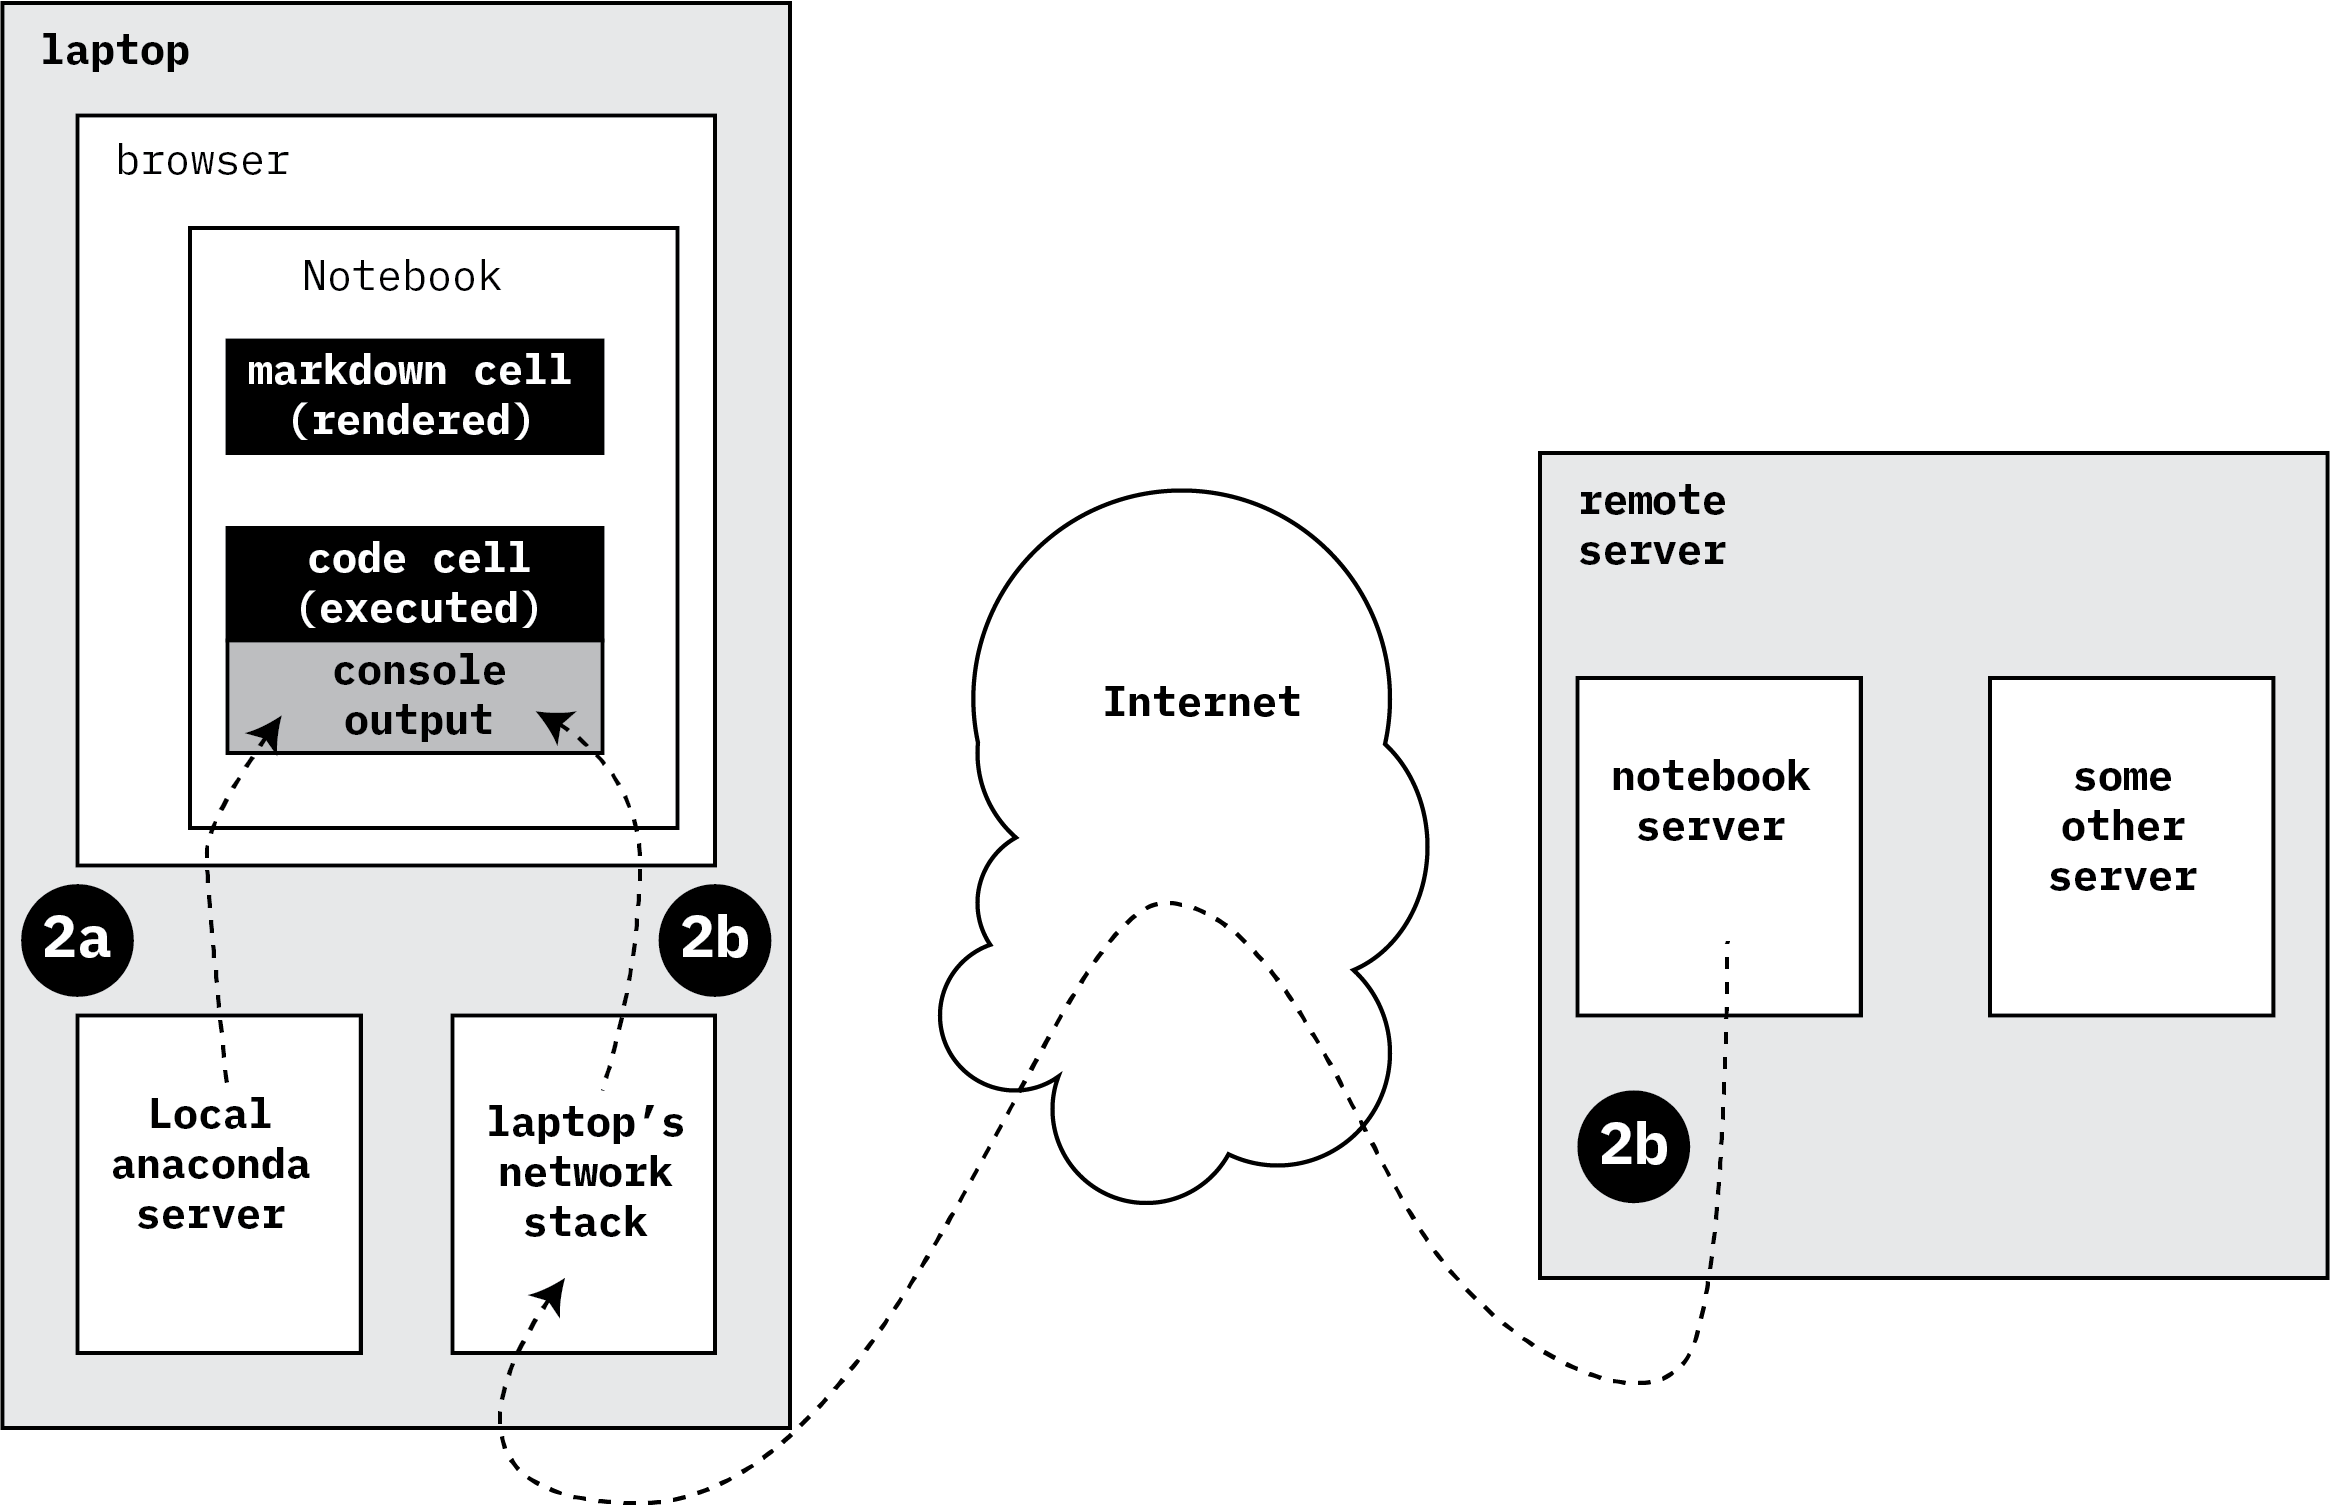 laptop
browser
Notebook
markdown cell
(rendered)
code cell
(executed)
console
output
2a
2b
Local
anaconda
server
laptop’s
network
stack
Internet
remote
server
notebook
server
some
other
server
2b